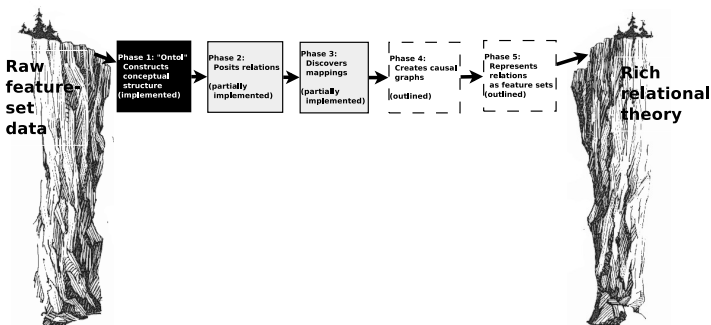 Raw
feature-
set
data
Phase 1: "Ontol"
Constructs
conceptual
structure
(implemented)
Phase 2:
Posits relations
(partially
implemented)
Phase 3:
Discovers
mappings
(partially
implemented)
Phase 4:
Creates causal
graphs
(outlined)
Phase 5:
Represents
relations
as feature sets
(outlined)
Rich
relational
theory